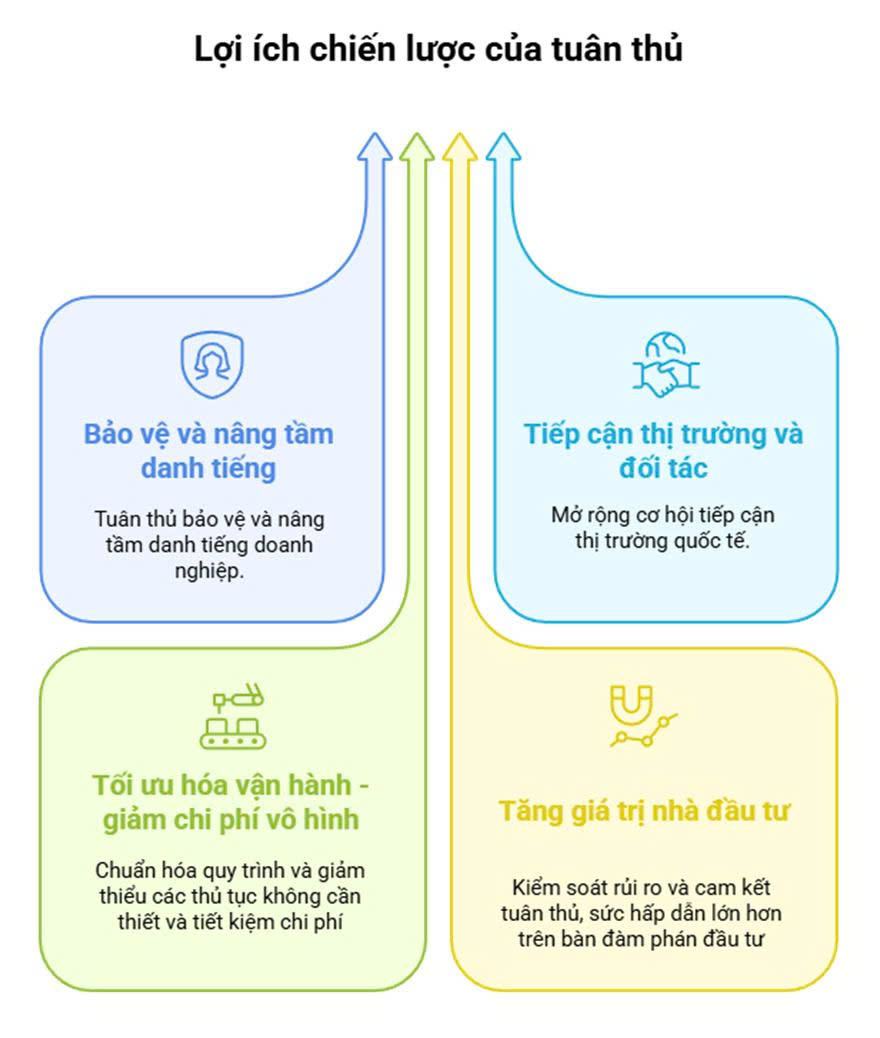 Lợi ích chiến lược của tuân thủ
Bảo vệ và nâng tầm
danh tiếng
Tuân thủ bảo vệ và nâng
tầm danh tiếng doanh
nghiệp.
Tiếp cận thị trường và
đối tác
Mở rộng cơ hội tiếp cận
thị trường quốc tế.
Tối ưu hóa vận hành -
giảm chi phí vô hình
Chuẩn hóa quy trình và giảm
thiểu các thủ tục không cần
thiết và tiết kiệm chi phí
Tăng giá trị nhà đầu tư
Kiểm soát rủi ro và cam kết
tuân thủ, sức hấp dẫn lớn hơn
trên bàn đàm phán đầu tư